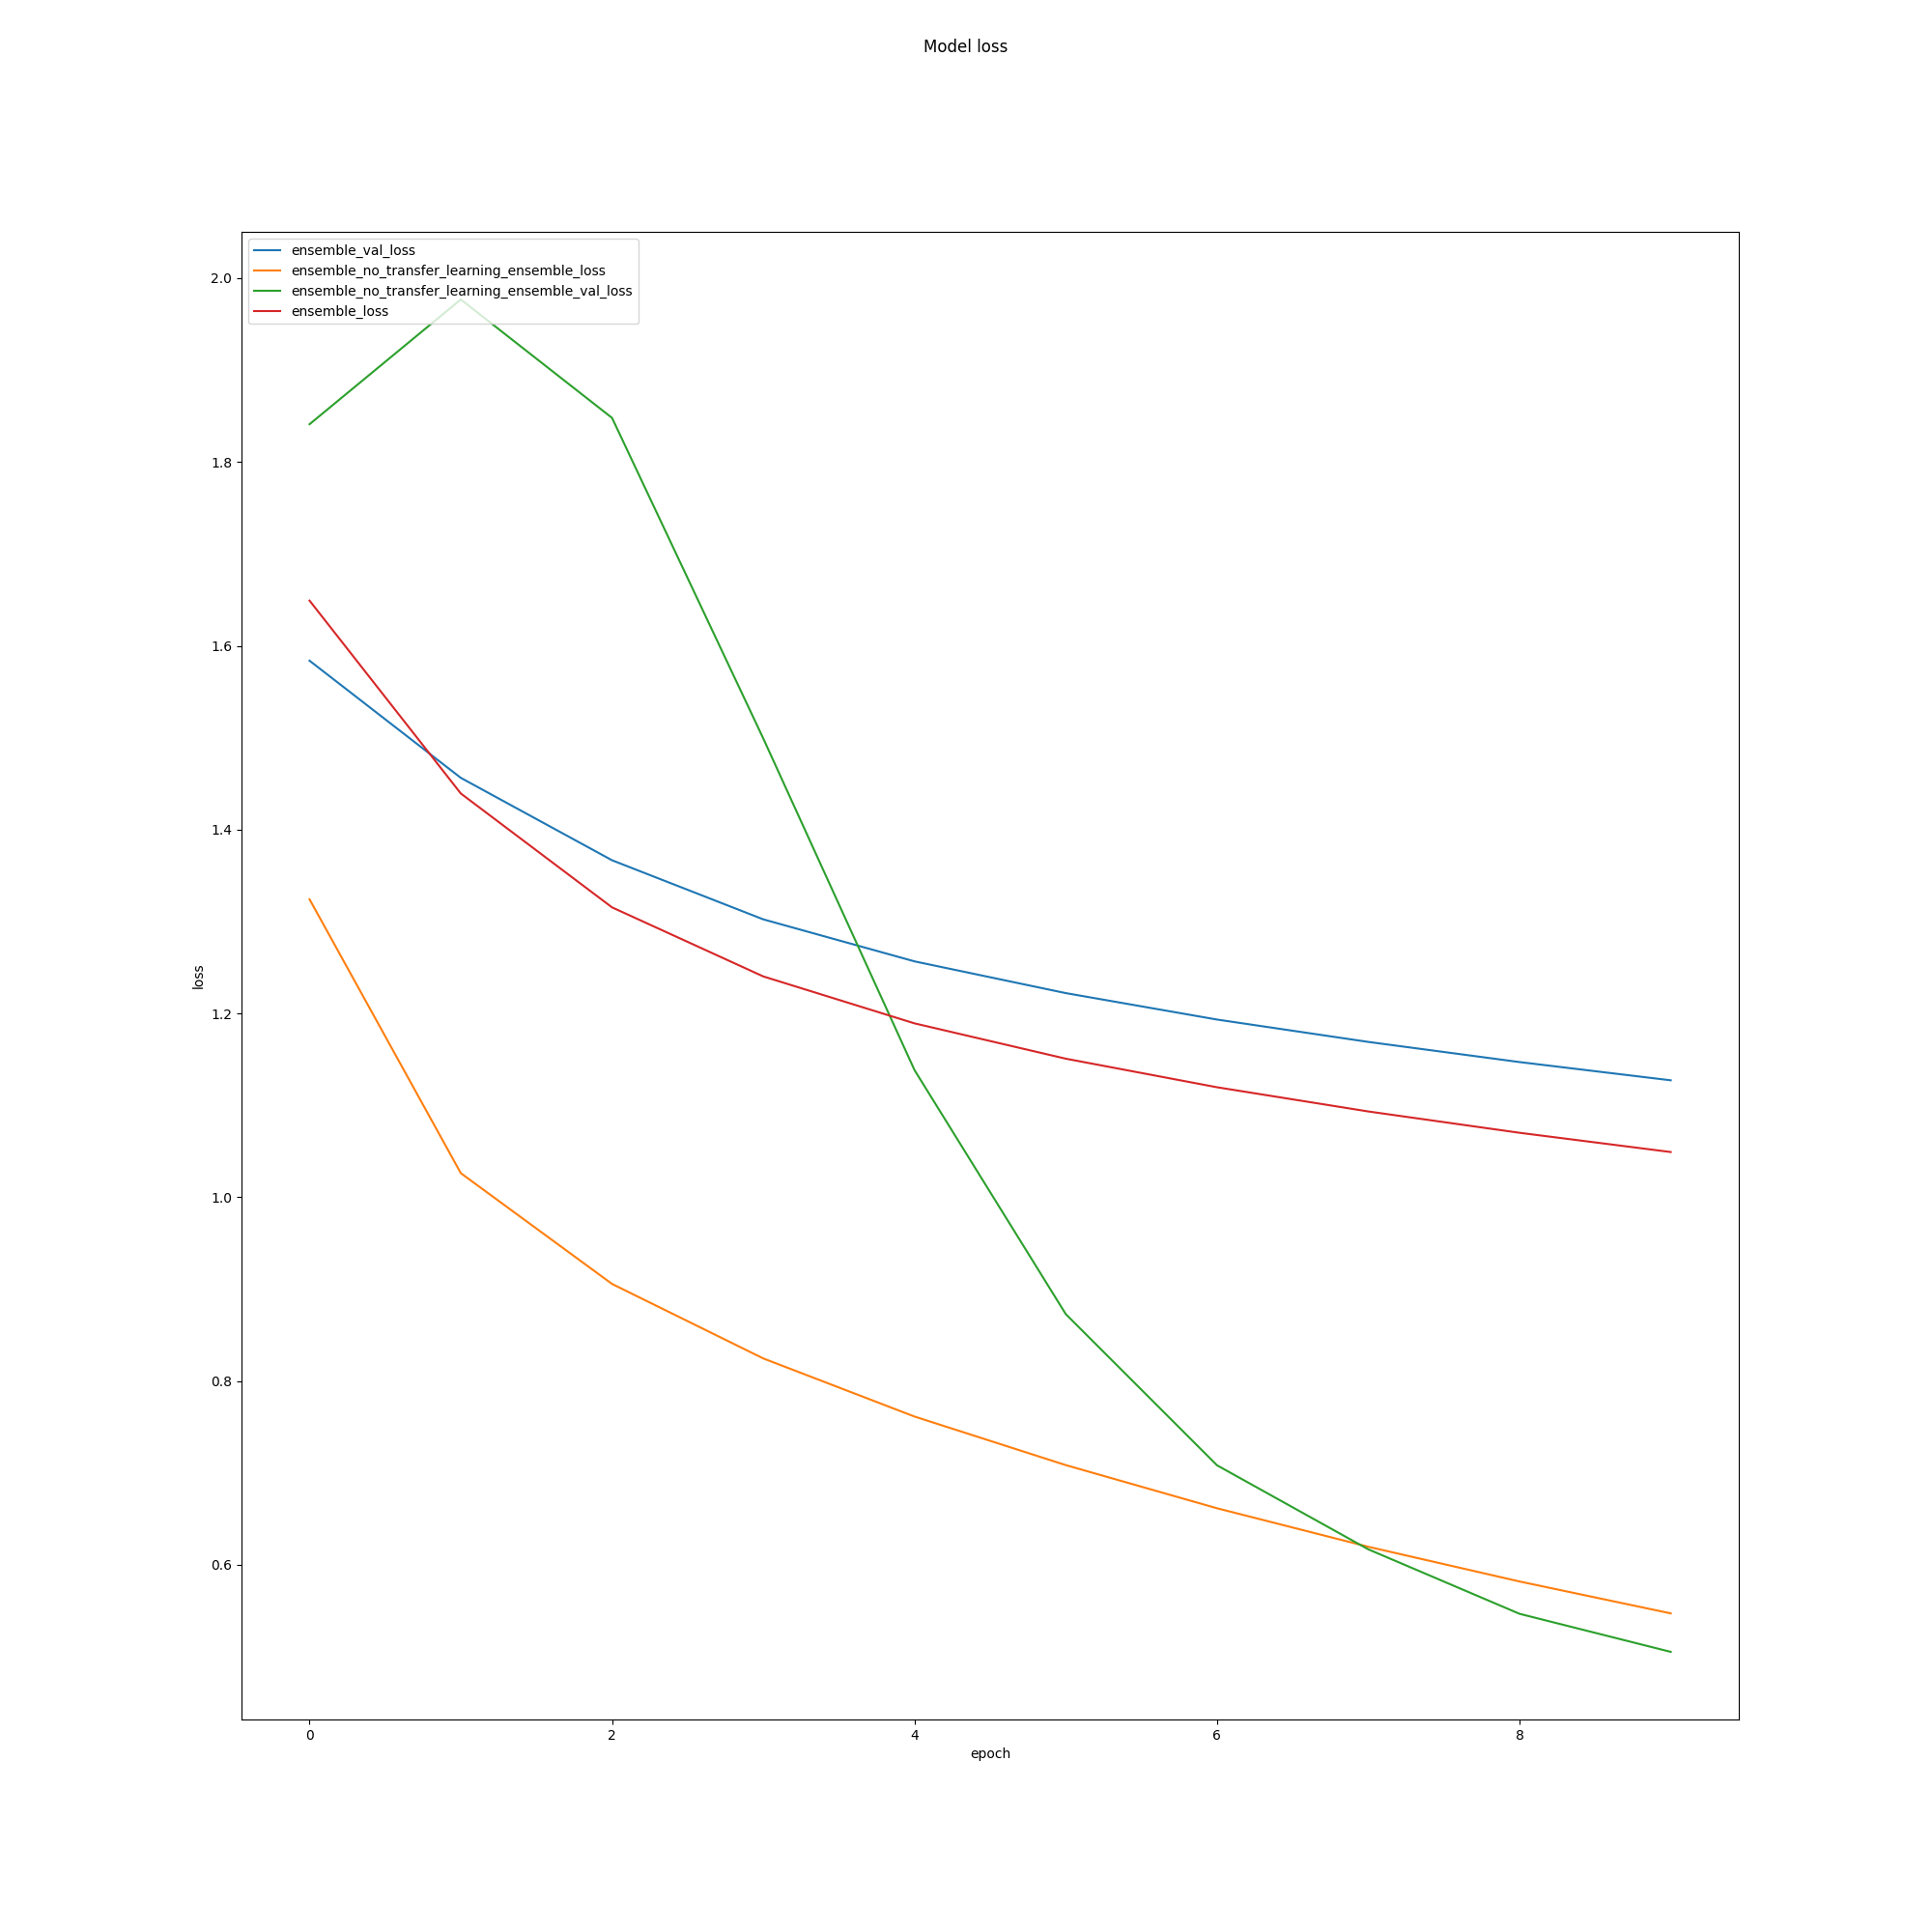 Model loss
ensemble_val_loss
ensemble_no_transfer_learning_ensemble_loss
ensemble_no_transfer_learning_ensemble_val_loss
ensemble_loss
2.0
1.8
1.6
1.4
1.2
1.0
0.8
0.6
loss
0 2 4 6 8
epoch